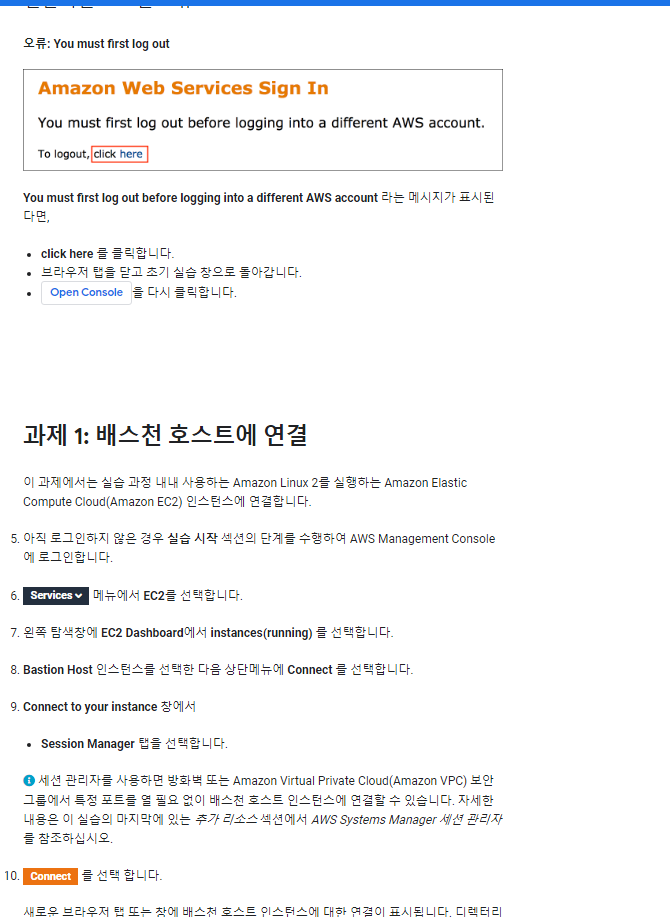 오류: You must first log out
Amazon Web Services Sign In
You must first log out before logging into a different AWS account.
To logout, click here
You must first log out before logging into a different AWS account 라는 메시지가 표시된
다면,
• click here 를 클릭합니다.
• 브라우저 탭을 닫고 초기 실습 창으로 돌아갑니다.
• Open Console 을 다시 클릭합니다.
과제 1: 배스천 호스트에 연결
이 과제에서는 실습 과정 내내 사용하는 Amazon Linux 2를 실행하는 Amazon Elastic
Compute Cloud(Amazon EC2) 인스턴스에 연결합니다.
5. 아직 로그인하지 않은 경우 실습 시작 섹션의 단계를 수행하여 AWS Management Console
에 로그인합니다.
6. Services 메뉴에서 EC2를 선택합니다.
7. 왼쪽 탐색창에 EC2 Dashboard에서 instances(running) 를 선택합니다.
8. Bastion Host 인스턴스를 선택한 다음 상단메뉴에 Connect 를 선택합니다.
9. Connect to your instance 창에서
• Session Manager 탭을 선택합니다.
세션 관리자를 사용하면 방화벽 또는 Amazon Virtual Private Cloud(Amazon VPC) 보안
그룹에서 특정 포트를 열 필요 없이 배스천 호스트 인스턴스에 연결할 수 있습니다. 자세한
내용은 이 실습의 마지막에 있는 추가 리소스 섹션에서 AWS Systems Manager 세션 관리자
를 참조하십시오.
10. Connect 를 선택 합니다.
새로운 브라우저 탭 또는 창에 배스천 호스트 인스턴스에 대한 연결이 표시됩니다. 디렉터리